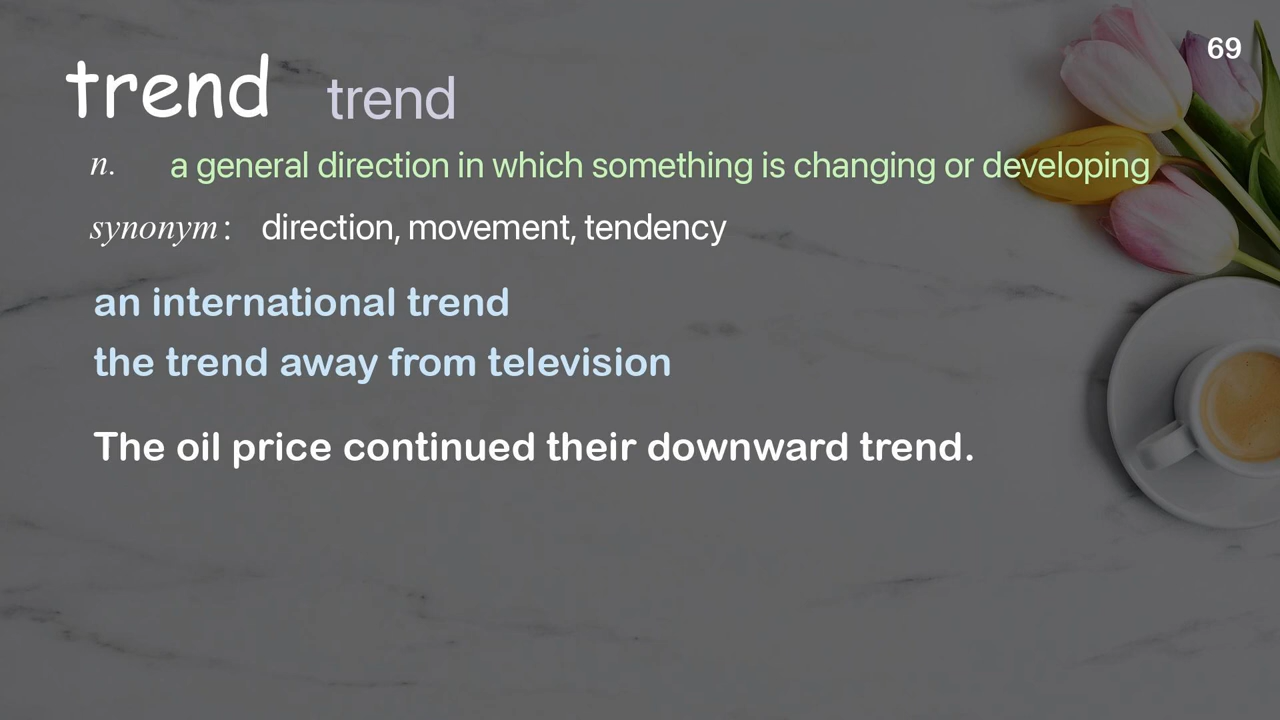 69
trend trend
n. a general direction in which something is changing or developing
synonym: direction, movement, tendency
an international trend
the trend away from television
The oil price continued their downward trend.